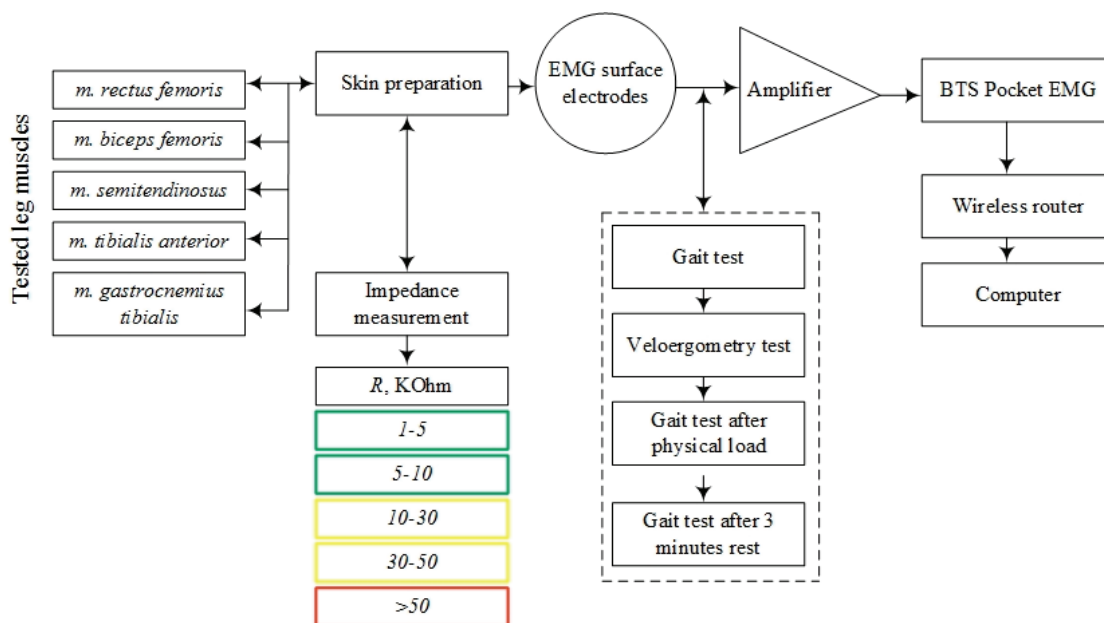 Tested leg muscles
m. rectus femoris
m. biceps femoris
m. semitendinosus
m. tibialis anterior
m. gastrocnemius
tibialis
Skin preparation
Impedance
measurement
R, KOhm
1-5
5-10
10-30
30-50
>50
EMG surface
electrodes
Gait test
Veloergometry test
Gait test after
physical load
Gait test after 3
minutes rest
Amplifier
BTS Pocket EMG
Wireless router
Computer